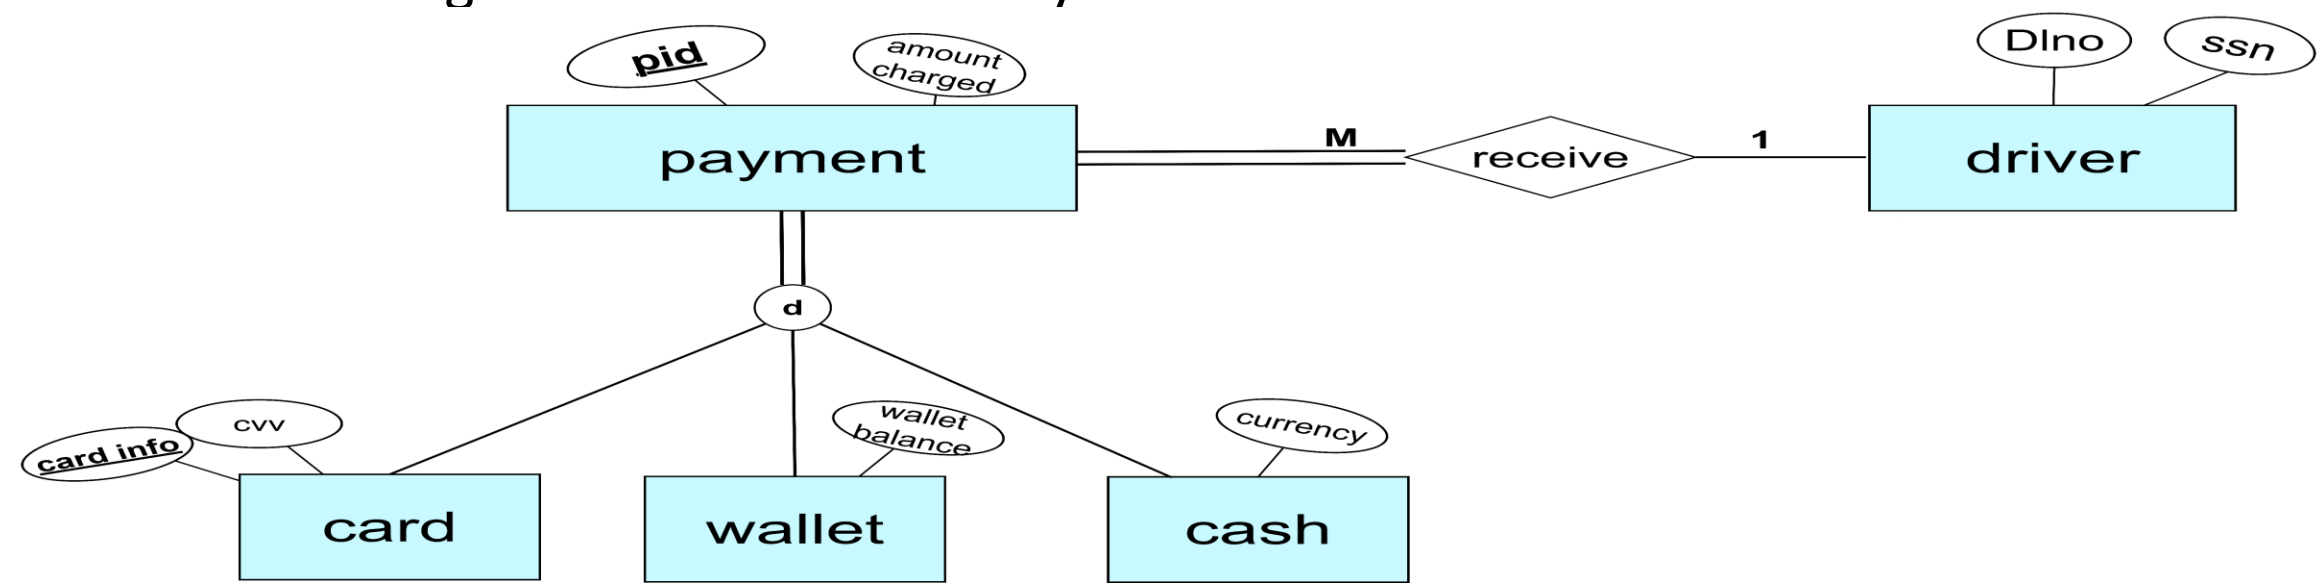 pid
amount
charged
Dlno
ssn
payment
M
receive
1
driver
d
card info
cvv
wallet
balance
currency
card
wallet
cash